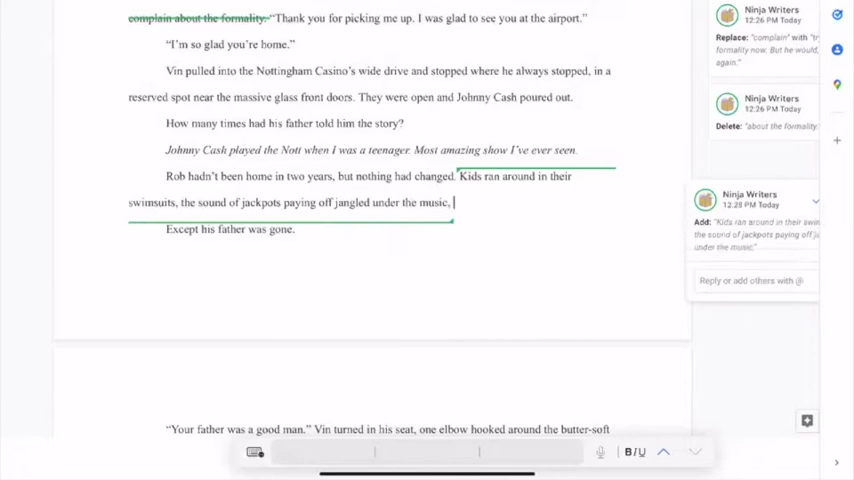 complain about the formality. “Thank you for picking me up. I was glad to see you at the airport.”
“I’m so glad you’re home.”
Vin pulled into the Nottingham Casino’s wide drive and stopped where he always stopped, in a
reserved spot near the massive glass front doors. They were open and Johnny Cash poured out.
How many times had his father told him the story?
Johnny Cash played the Nott when I was a teenager. Most amazing show I’ve ever seen.
Rob hadn’t been home in two years, but nothing had changed. Kids ran around in their
swimsuits, the sound of jackpots paying off jangled under the music,
Except his father was gone.
“Your father was a good man.” Vin turned in his seat, one elbow hooked around the butter-soft
Ninja Writers
12:26 PM Today
Replace: “complain” with “tr
formality now. But he would,
again.”
Ninja Writers
12:26 PM Today
Delete: “about the formality.
Ninja Writers
12:28 PM Today
Add: “Kids ran around in their swim
the sound of jackpots paying off ja
under the music,”
Reply or add others with @
B I U